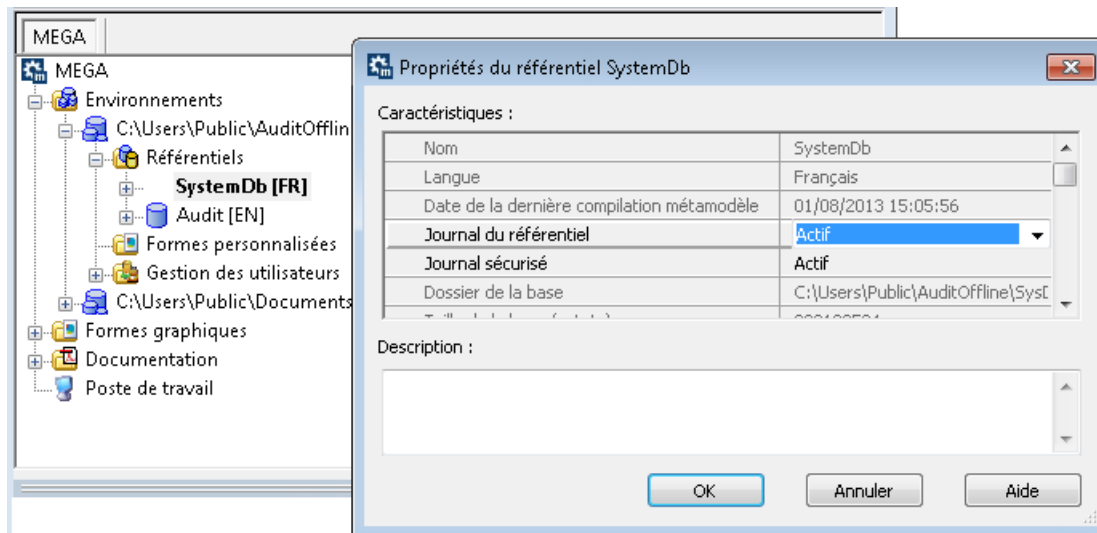 MEGA
MEGA
Environnements
C:\Users\Public\AuditOfflin
Référentiels
SystemDb [FR]
Audit [EN]
Formes personnalisées
Gestion des utilisateurs
C:\Users\Public\Documents
Formes graphiques
Documentation
Poste de travail
Propriétés du référentiel SystemDb
Caractéristiques :
Nom SystemDb
Langue Français
Date de la dernière compilation métamodèle 01/08/2013 15:05:56
Journal du référentiel Actif
Journal sécurisé Actif
Dossier de la base C:\Users\Public\AuditOffline\Sys
Description :
OK Annuler Aide